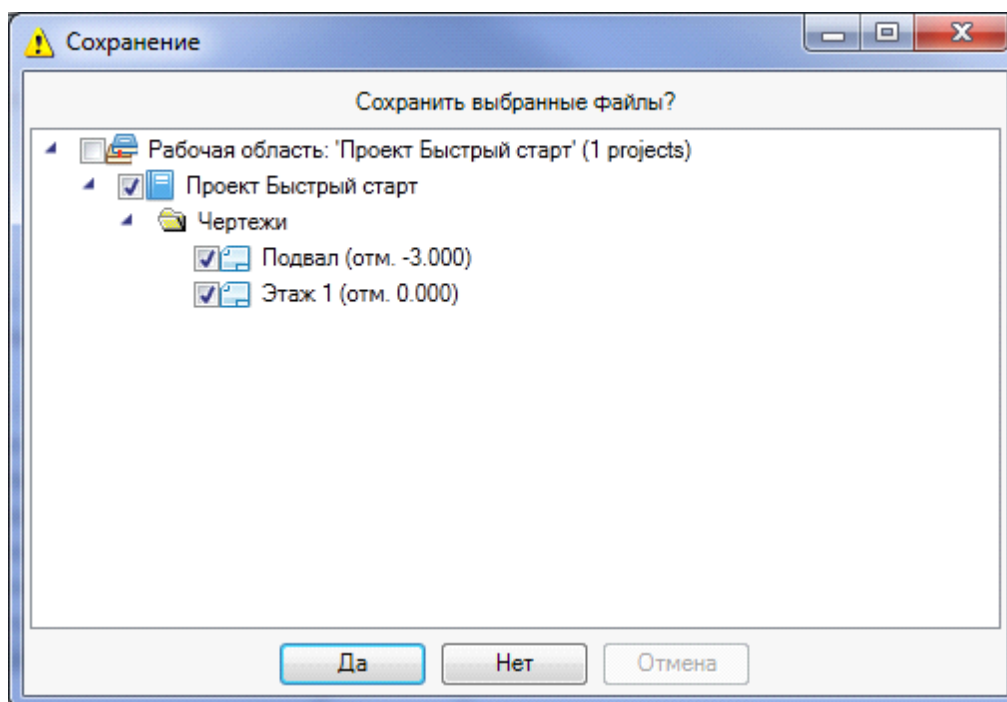 Сохранение
Сохранить выбранные файлы?
Рабочая область: 'Проект Быстрый старт' (1 projects)
Проект Быстрый старт
Чертежи
Подвал (отм. -3.000)
Этаж 1 (отм. 0.000)
Да Нет Отмена